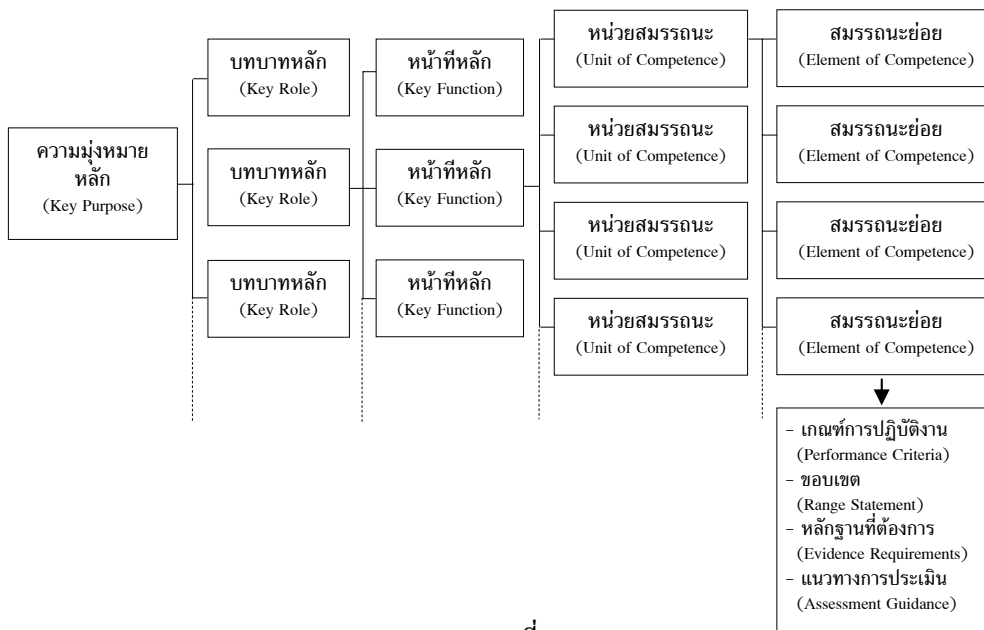 ความมุ่งหมาย
หลัก
(Key Purpose)
บทบาทหลัก
(Key Role)
บทบาทหลัก
(Key Role)
บทบาทหลัก
(Key Role)
หน้าที่หลัก
(Key Function)
หน้าที่หลัก
(Key Function)
หน้าที่หลัก
(Key Function)
หน่วยสมรรถนะ
(Unit of Competence)
หน่วยสมรรถนะ
(Unit of Competence)
หน่วยสมรรถนะ
(Unit of Competence)
หน่วยสมรรถนะ
(Unit of Competence)
สมรรถนะย่อย
(Element of Competence)
สมรรถนะย่อย
(Element of Competence)
สมรรถนะย่อย
(Element of Competence)
สมรรถนะย่อย
(Element of Competence)
- เกณฑ์การปฏิบัติงาน
(Performance Criteria)
- ขอบเขต
(Range Statement)
- หลักฐานที่ต้องการ
(Evidence Requirements)
- แนวทางการประเมิน
(Assessment Guidance)